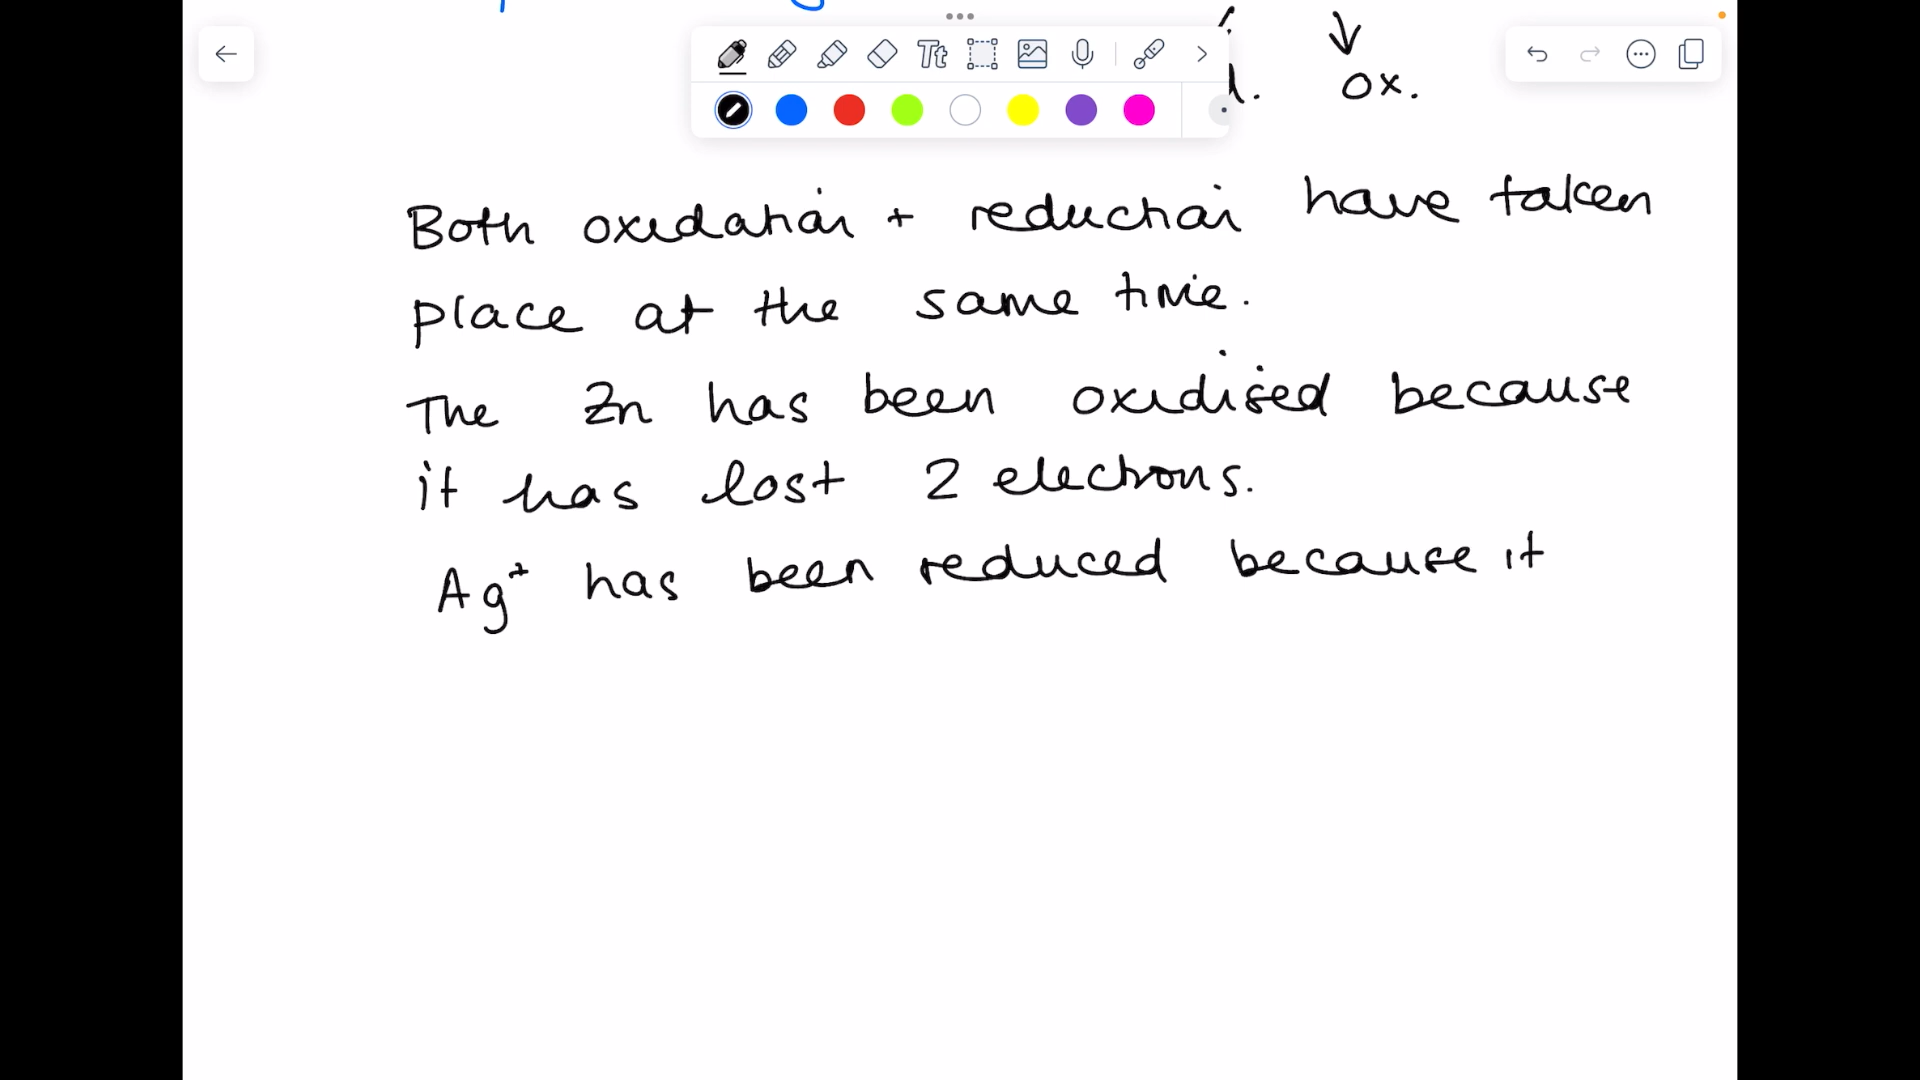 Tt
d. ox.
Both oxidation + reduction have taken
place at the same time.
The Zn has been oxidised because
it has lost 2 electrons.
Ag+ has been reduced because it